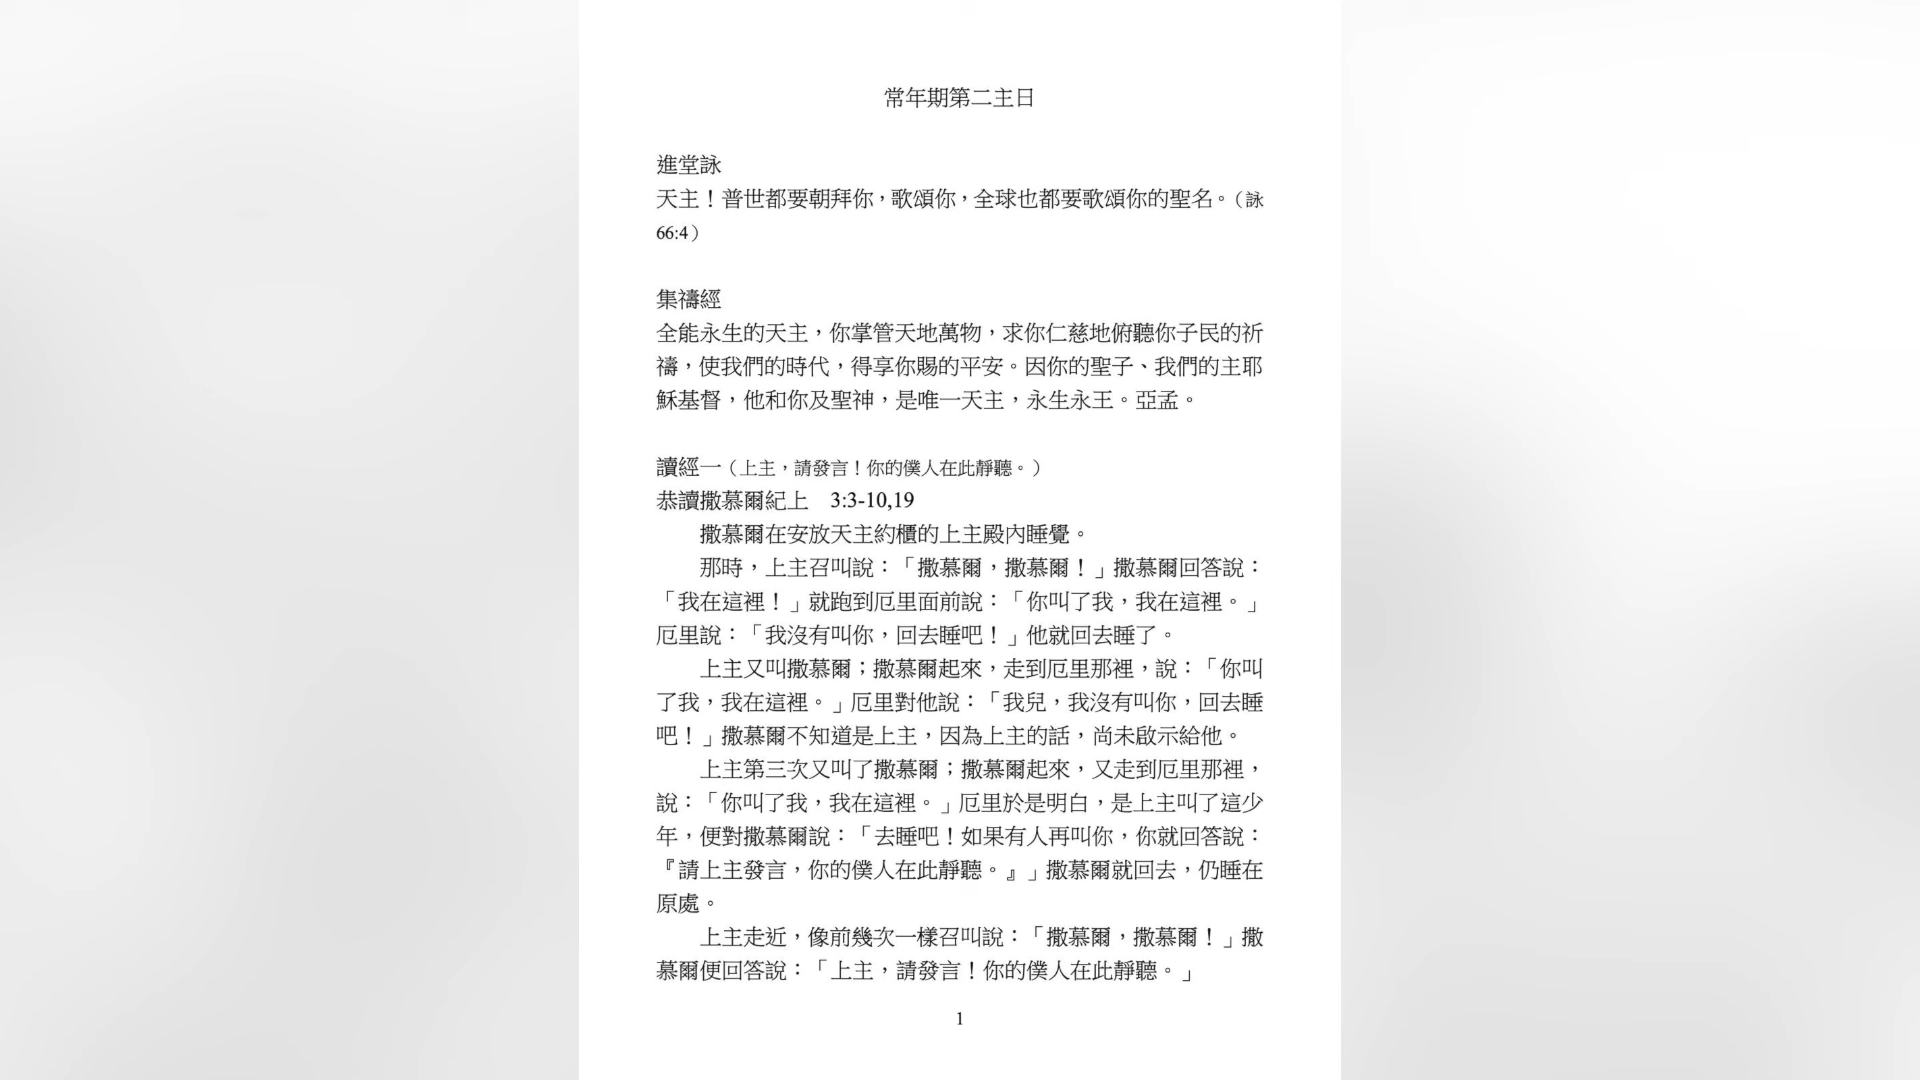 常年期第二主日
進堂詠
天主！普世都要朝拜你，歌頌你，全球也都要歌頌你的聖名。（詠
66:4）
集禱經
全能永生的天主，你掌管天地萬物，求你仁慈地俯聽你子民的祈
禱，使我們的時代，得享你賜的平安。因你的聖子、我們的主耶
穌基督，他和你及聖神，是唯一天主，永生永王。亞孟。
讀經一（上主，請發言！你的僕人在此靜聽。）
恭讀撒慕爾紀上　3:3-10,19
撒慕爾在安放天主約櫃的上主殿內睡覺。
那時，上主召叫說：「撒慕爾，撒慕爾！」撒慕爾回答說：
「我在這裡！」就跑到厄里面前說：「你叫了我，我在這裡。」
厄里說：「我沒有叫你，回去睡吧！」他就回去睡了。
上主又叫撒慕爾；撒慕爾起來，走到厄里那裡，說：「你叫
了我，我在這裡。」厄里對他說：「我兒，我沒有叫你，回去睡
吧！」撒慕爾不知道是上主，因為上主的話，尚未啟示給他。
上主第三次又叫了撒慕爾；撒慕爾起來，又走到厄里那裡，
說：「你叫了我，我在這裡。」厄里於是明白，是上主叫了這少
年，便對撒慕爾說：「去睡吧！如果有人再叫你，你就回答說：
『請上主發言，你的僕人在此靜聽。』」撒慕爾就回去，仍睡在
原處。
上主走近，像前幾次一樣召叫說：「撒慕爾，撒慕爾！」撒
慕爾便回答說：「上主，請發言！你的僕人在此靜聽。」
1